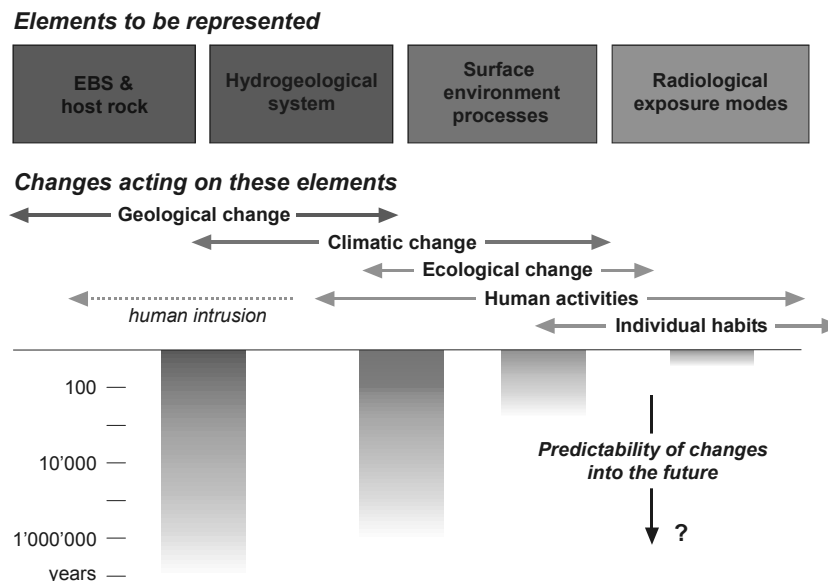 Elements to be represented
EBS &
host rock
Hydrogeological
system
Surface
environment
processes
Radiological
exposure modes
Changes acting on these elements
Geological change
Climatic change
Ecological change
Human activities
human intrusion
Individual habits
100
10'000
1'000'000
years
Predictability of changes
into the future
?